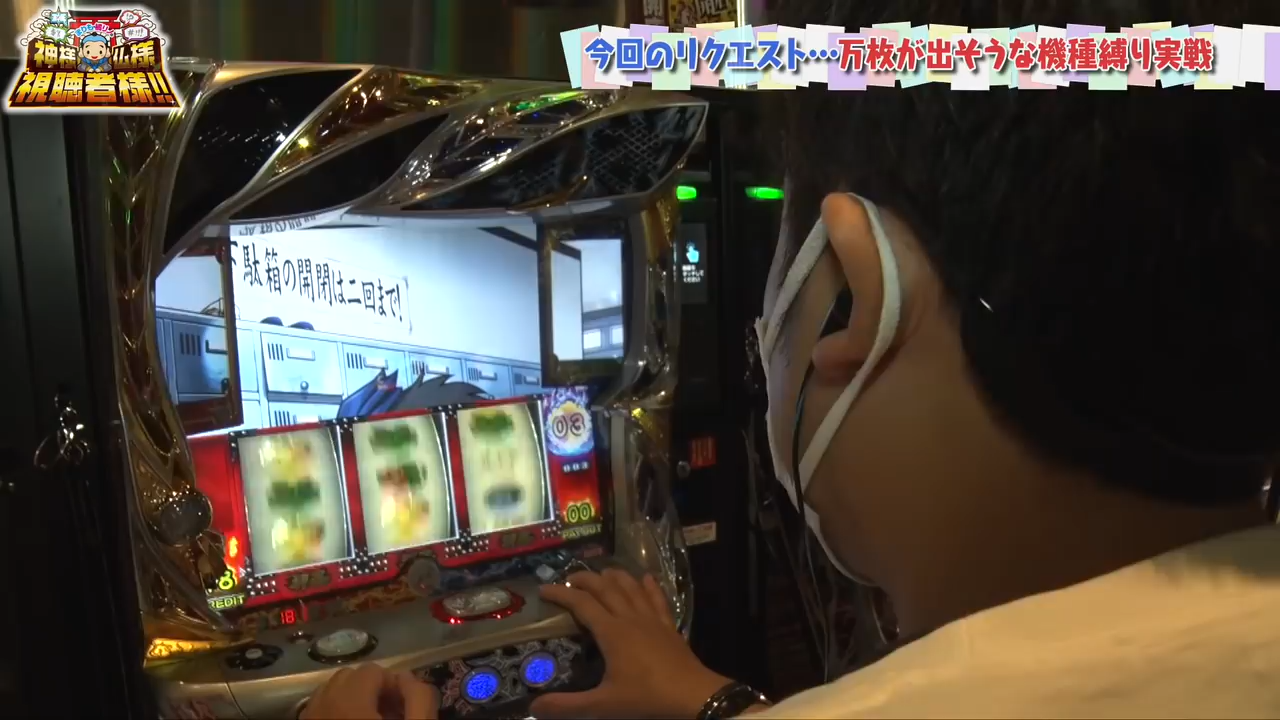 神様 仏様
視聴者様!!
今回のリクエスト…万枚が出そうな機種縛り実戦
下駄箱の開閉は二回まで!
03
003
00
PAYOUT
CREDIT
18